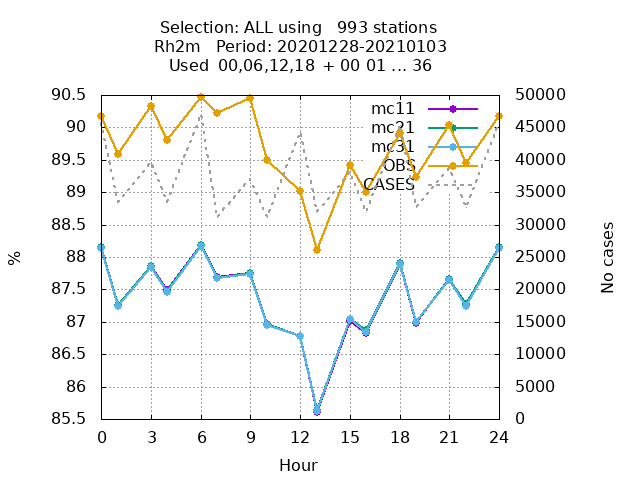 Selection: ALL using   993 stations
Rh2m   Period: 20201228-20210103
Used  00,06,12,18 + 00 01 ... 36
90.5
90
89.5
89
88.5
88
87.5
87
86.5
86
85.5
%
mc11
mc21
mc31
OBS
CASES
50000
45000
40000
35000
30000
25000
20000
15000
10000
5000
0
No cases
0 3 6 9 12 15 18 21 24
Hour